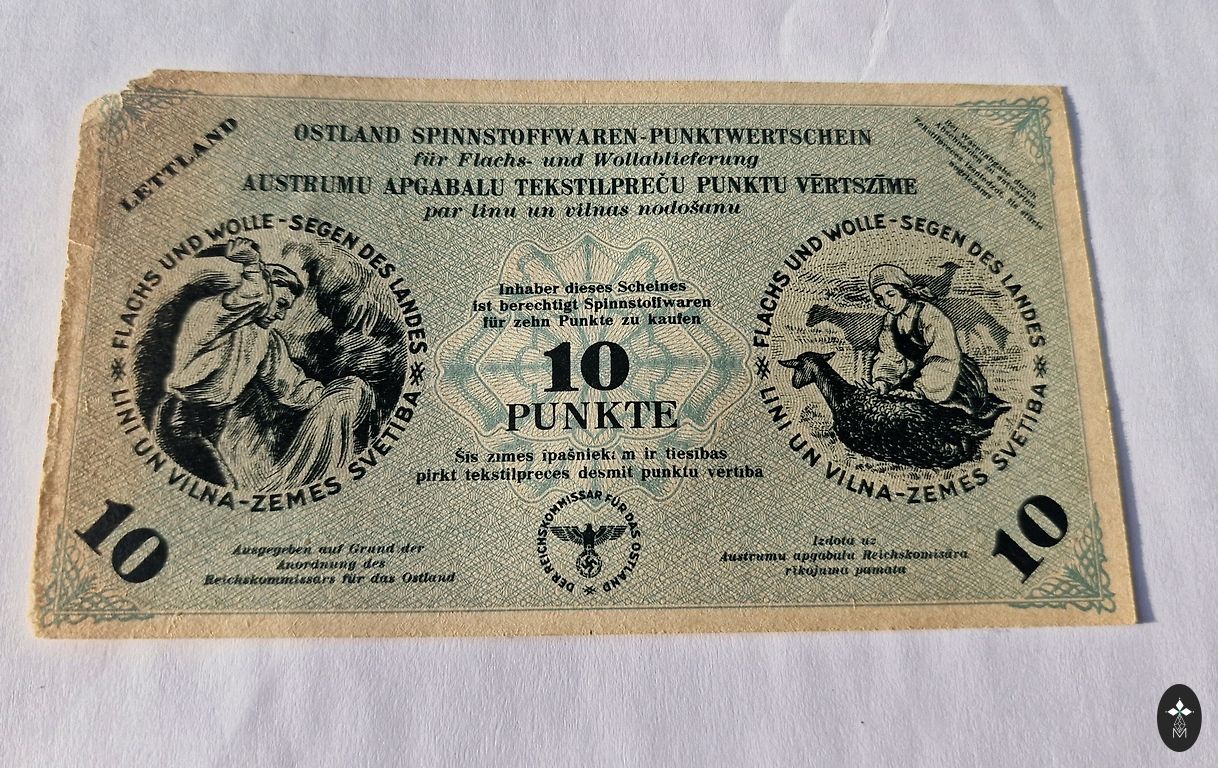 LETTLAND
OSTLAND SPINNSTOFFWAREN-PUNKTWERTSCHEIN
für Flachs- und Wollablieferung
AUSTRUMU APGABALU TEKSTILPREČU PUNKTU VĒRTSZĪME
par linu un vilnas nodošanu
FLACHS UND WOLLE-SEGEN DES LANDES
LINI UN VILNA-ZEMES SVĒTĪBA
Inhaber dieses Scheines
ist berechtigt Spinnstoffwaren
für zehn Punkte zu kaufen
10
PUNKTE
Šīs zīmes īpašniekam ir tiesības
pirkt tekstilpreces desmit punktu vērtībā
FLACHS UND WOLLE-SEGEN DES LANDES
LINI UN VILNA-ZEMES SVĒTĪBA
10
Ausgegeben auf Grund der
Anordnung des
Reichskommissars für das Ostland
DER REICHSKOMMISSAR FÜR DAS OSTLAND
Izdota uz
Austrumu apgabala Reichskomisāra
rīkojuma pamata
10
M